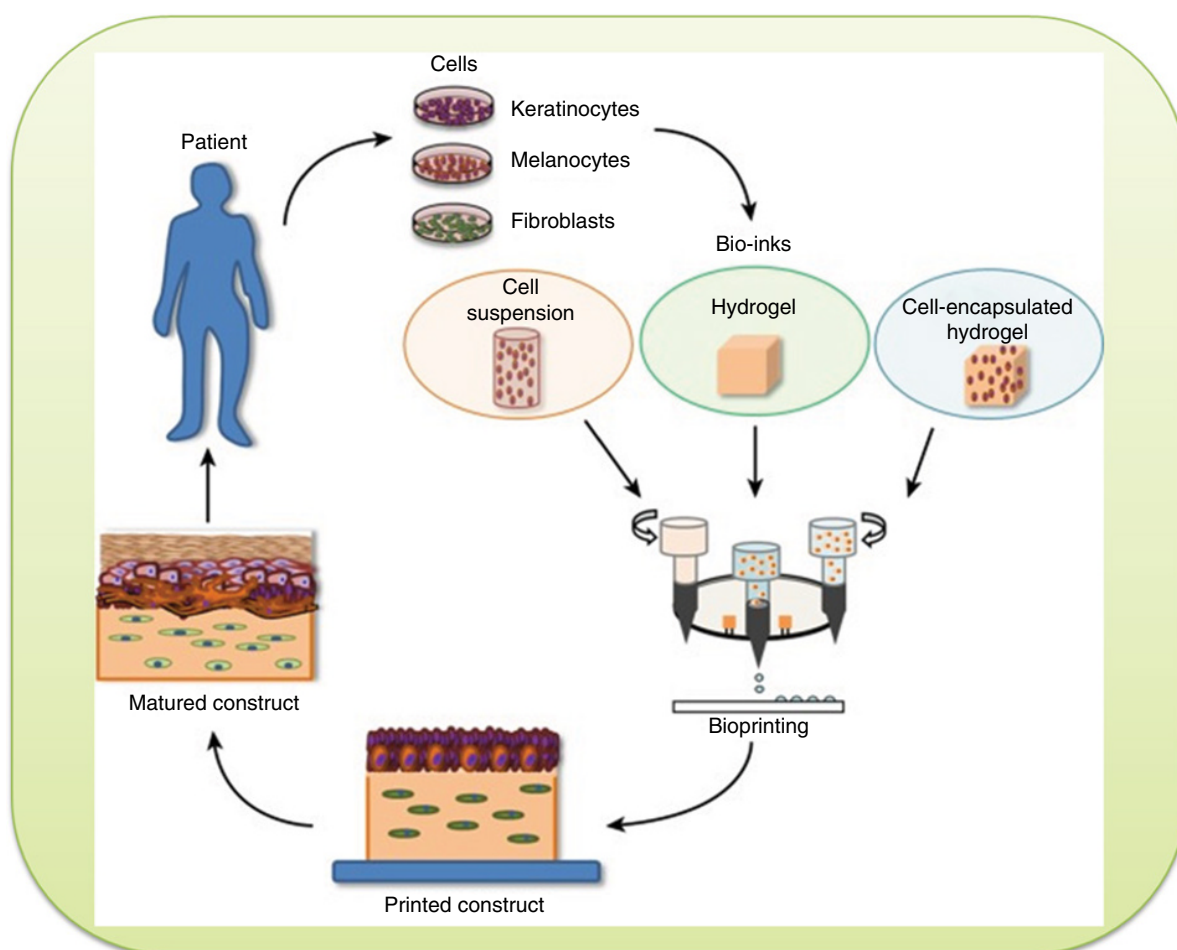 Cells
Keratinocytes
Patient
Melanocytes
Fibroblasts
Bio-inks
Cell
suspension
Hydrogel
Cell-encapsulated
hydrogel
Matured construct
Bioprinting
Printed construct